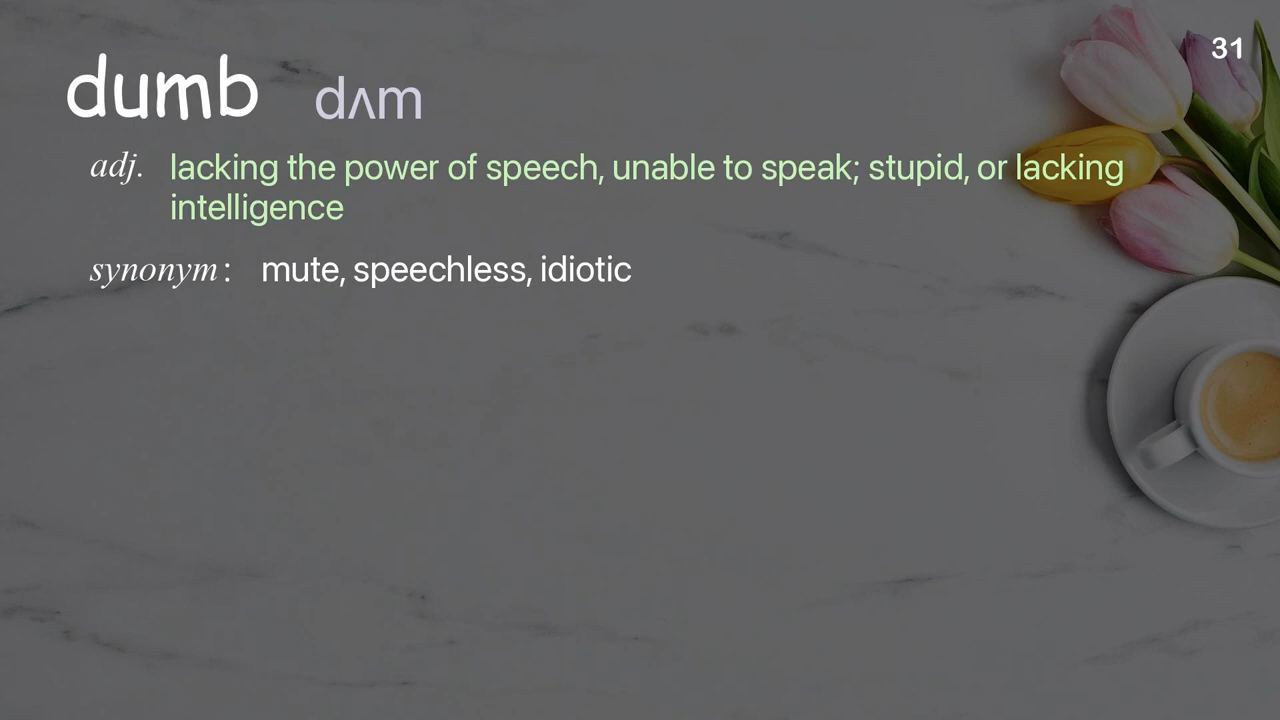 31
dumb dʌm
adj. lacking the power of speech, unable to speak; stupid, or lacking
intelligence
synonym: mute, speechless, idiotic